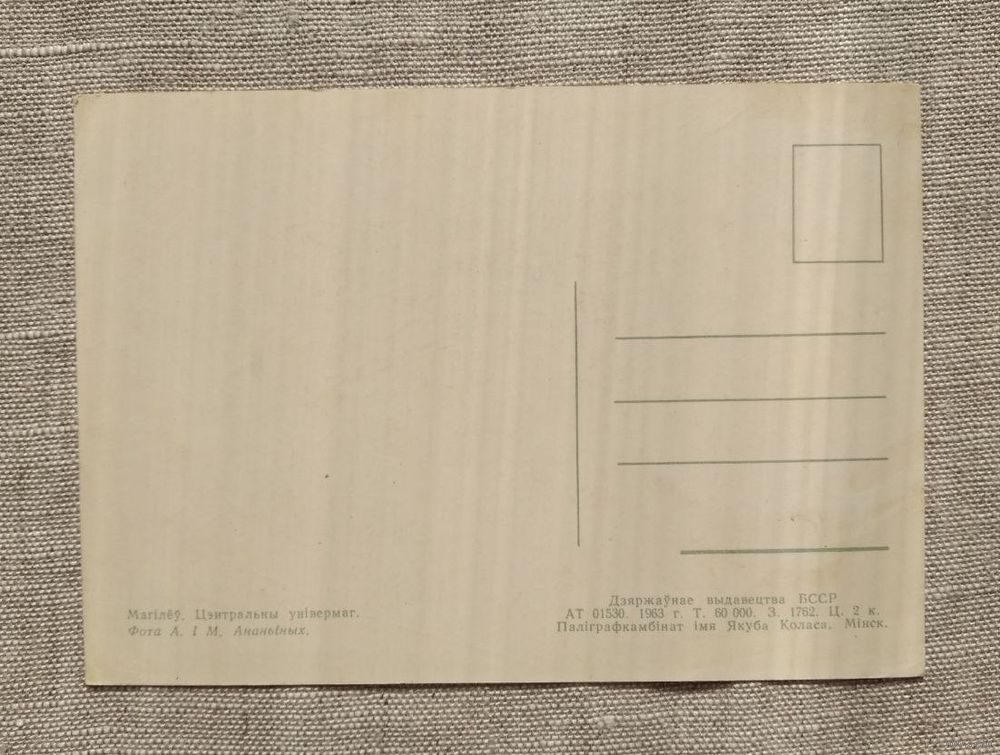 Магілёў. Цэнтральны універмаг.
Фота А. І М. Ананьіных.
Дзяржаўнае выдавецтва БССР
АТ 01530. 1963 г. Т. 60 000. З. 1762. Ц. 2 к.
Паліграфкамбінат імя Якуба Коласа. Мінск.